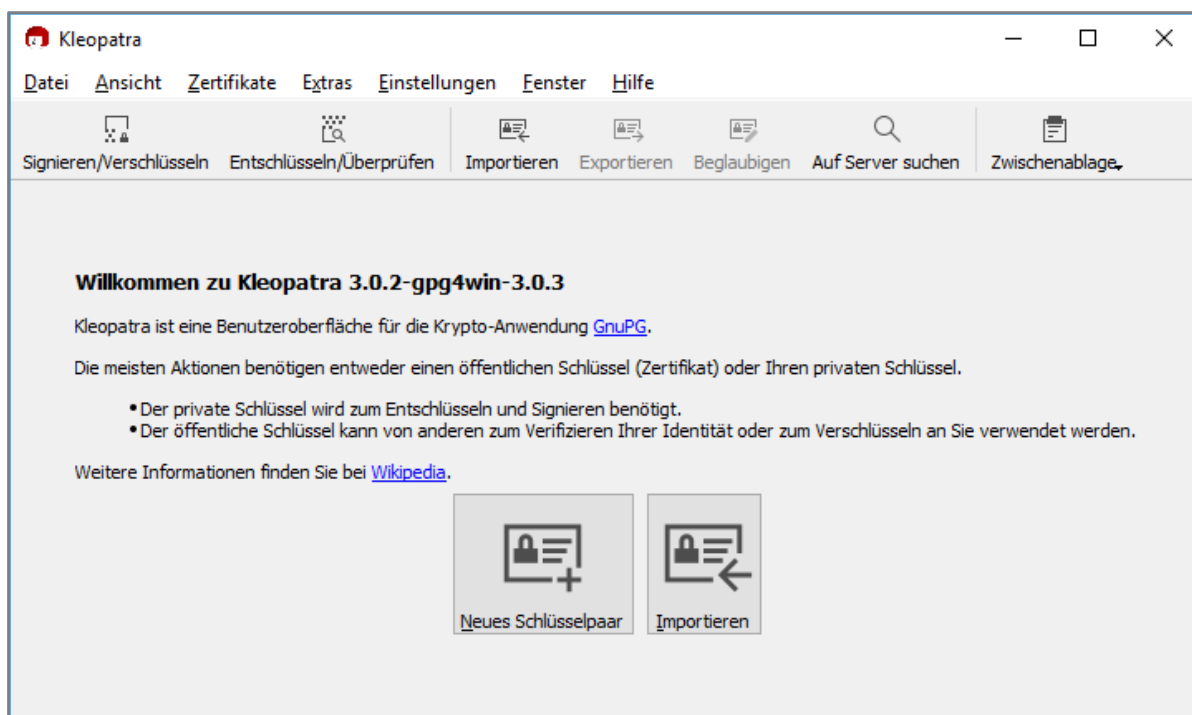 Kleopatra
Datei Ansicht Zertifikate Extras Einstellungen Fenster Hilfe
Signieren/Verschlüsseln Entschlüsseln/Überprüfen Importieren Exportieren Beglaubigen Auf Server suchen Zwischenablage
Willkommen zu Kleopatra 3.0.2-gpg4win-3.0.3
Kleopatra ist eine Benutzeroberfläche für die Krypto-Anwendung GnuPG.
Die meisten Aktionen benötigen entweder einen öffentlichen Schlüssel (Zertifikat) oder Ihren privaten Schlüssel.
• Der private Schlüssel wird zum Entschlüsseln und Signieren benötigt.
• Der öffentliche Schlüssel kann von anderen zum Verifizieren Ihrer Identität oder zum Verschlüsseln an Sie verwendet werden.
Weitere Informationen finden Sie bei Wikipedia.
Neues Schlüsselpaar Importieren